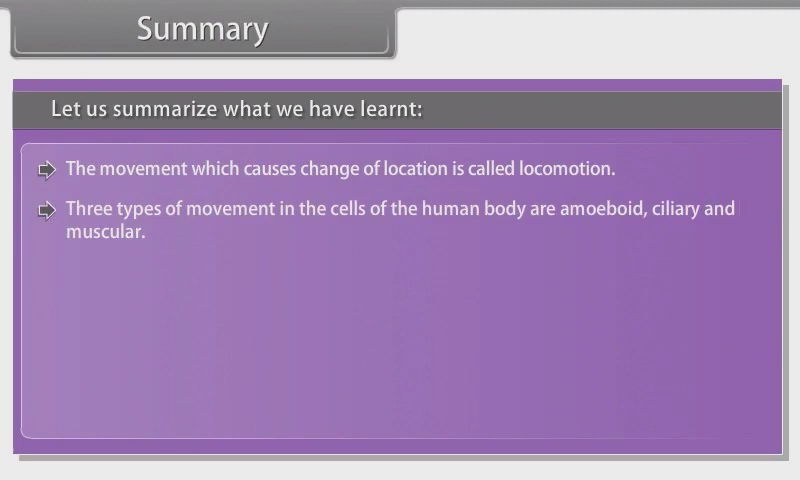 Summary
Let us summarize what we have learnt:
The movement which causes change of location is called locomotion.
Three types of movement in the cells of the human body are amoeboid, ciliary and
muscular.